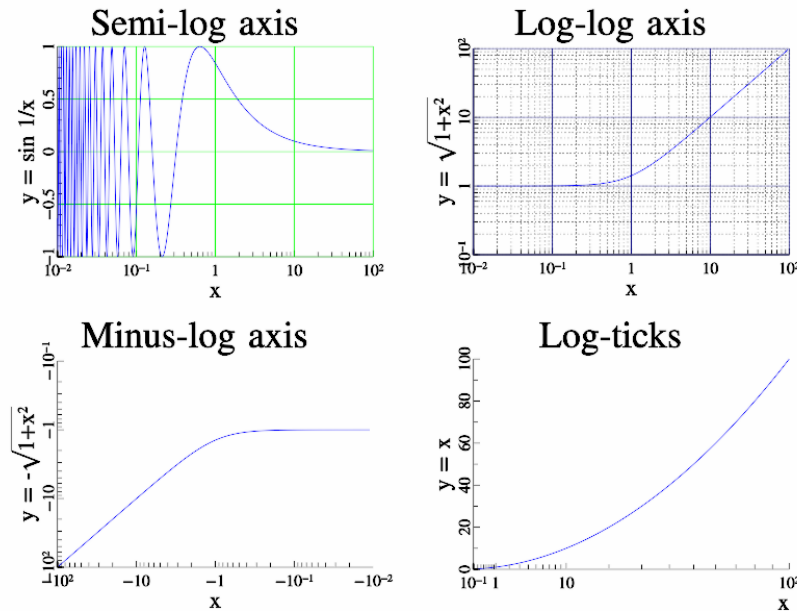 Semi-log axis
y = sin 1/x
1
0.5
0
−0.5
−1
10⁻² 10⁻¹ 1 10 10²
x
Log-log axis
y = √1+x²
10²
10
1
10⁻¹
10⁻² 10⁻¹ 1 10 10²
x
Minus-log axis
y = -√1+x²
−10⁻¹
−1
−10
−10²
−10² −10 −1 −10⁻¹ −10⁻²
x
Log-ticks
y = x
100
80
60
40
20
0
10⁻¹ 1 10 10²
x